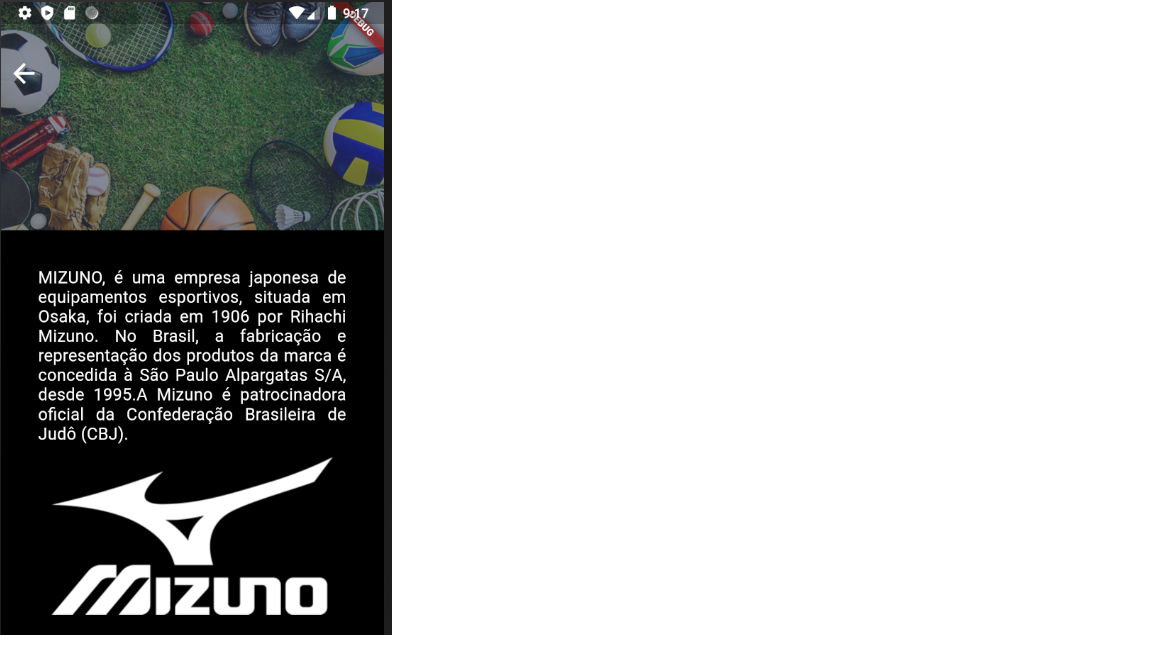 9:17
DEBUG
MIZUNO, é uma empresa japonesa de
equipamentos esportivos, situada em
Osaka, foi criada em 1906 por Rihachi
Mizuno. No Brasil, a fabricação e
representação dos produtos da marca é
concedida à São Paulo Alpargatas S/A,
desde 1995.A Mizuno é patrocinadora
oficial da Confederação Brasileira de
Judô (CBJ).
MIZUNO